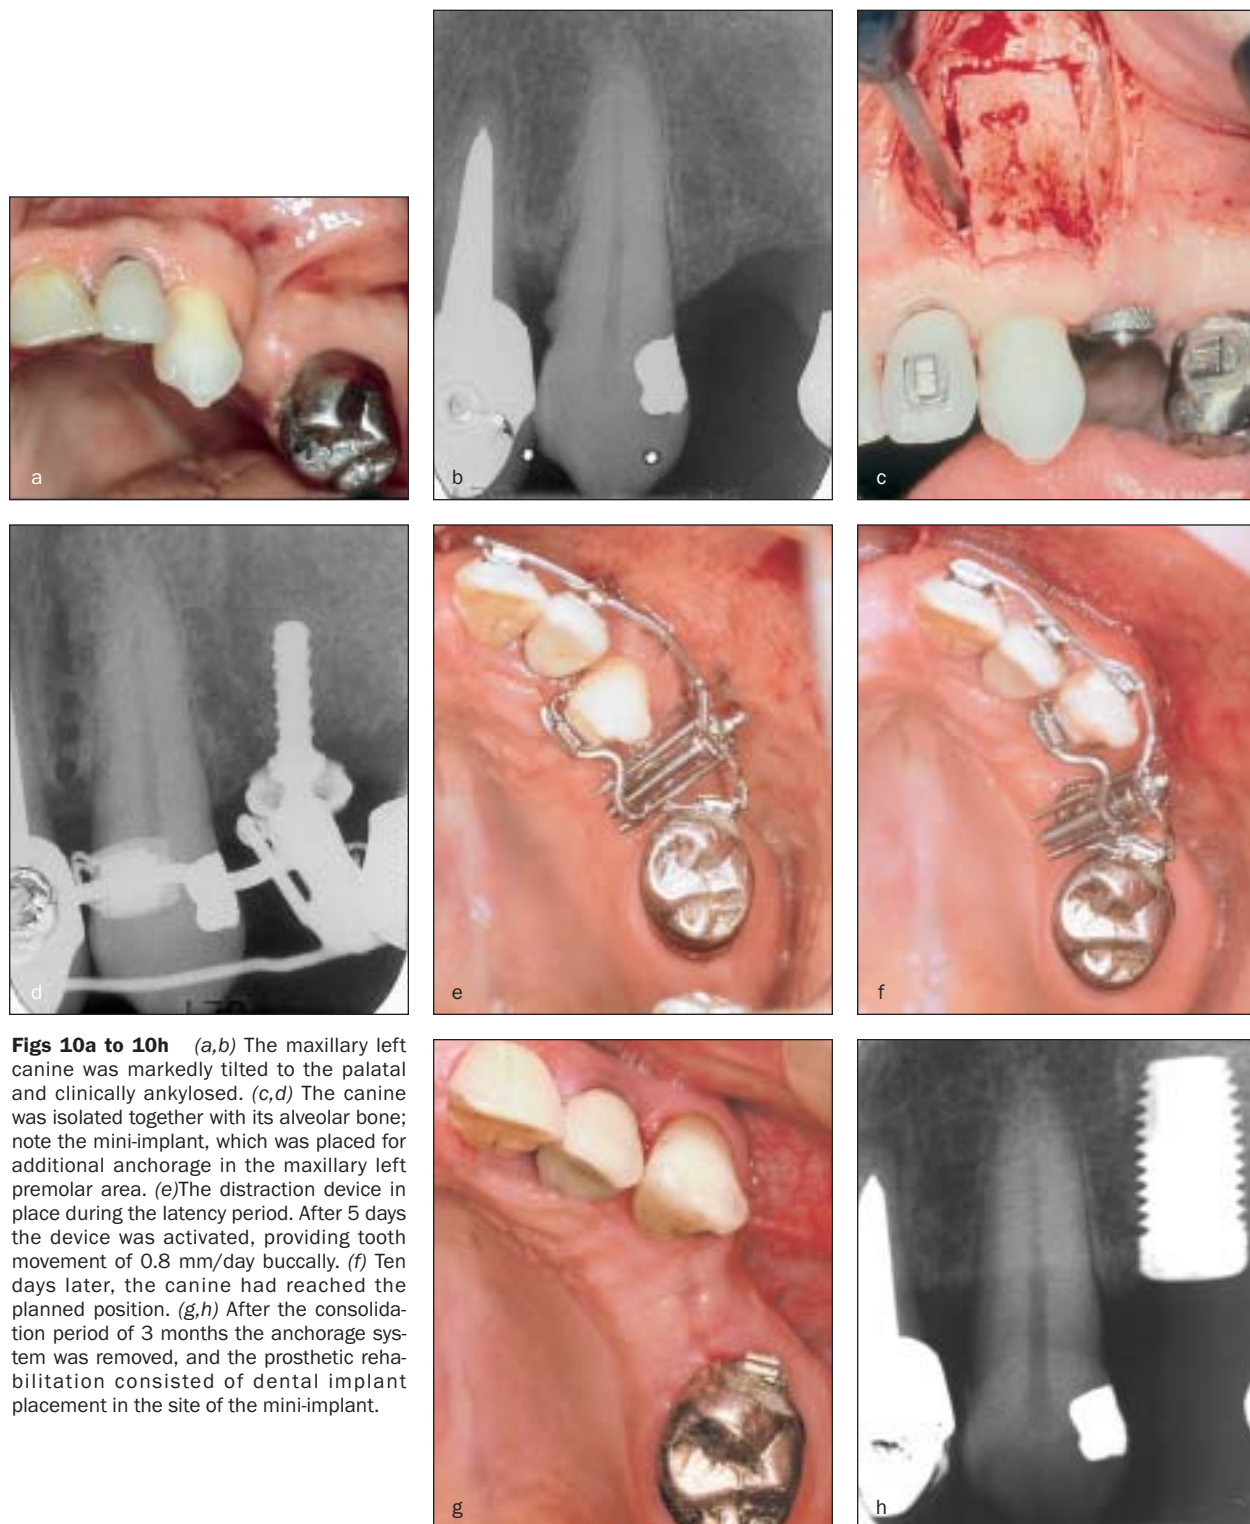 a
b
c
d
e
f
Figs 10a to 10h (a,b) The maxillary left
canine was markedly tilted to the palatal
and clinically ankylosed. (c,d) The canine
was isolated together with its alveolar bone;
note the mini-implant, which was placed for
additional anchorage in the maxillary left
premolar area. (e)The distraction device in
place during the latency period. After 5 days
the device was activated, providing tooth
movement of 0.8 mm/day buccally. (f) Ten
days later, the canine had reached the
planned position. (g,h) After the consolida-
tion period of 3 months the anchorage sys-
tem was removed, and the prosthetic reha-
bilitation consisted of dental implant
placement in the site of the mini-implant.
g
h